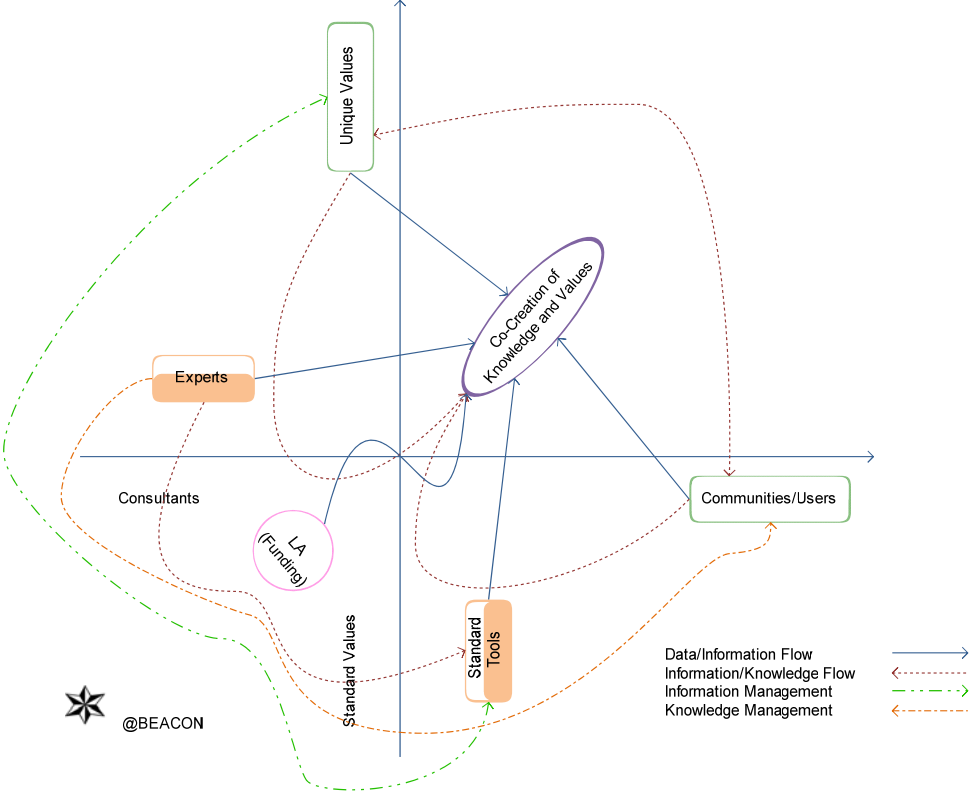 Unique Values
Co-Creation of
Knowledge and Values
Experts
Consultants
Communities/Users
LA
(Funding)
Standard Values
Standard
Tools
Data/Information Flow
Information/Knowledge Flow
Information Management
Knowledge Management
@BEACON